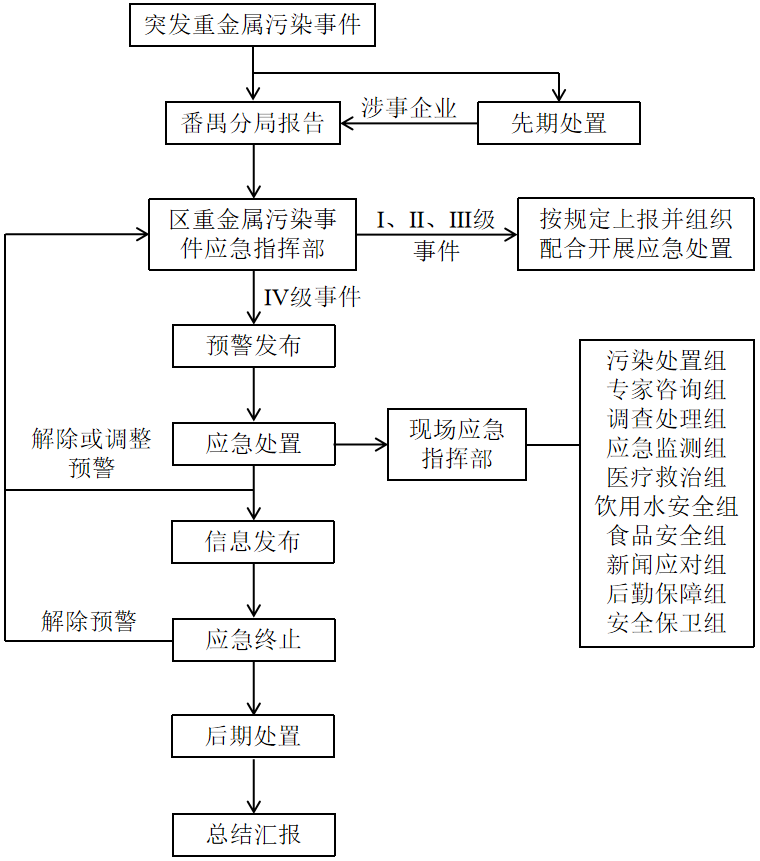 突发重金属污染事件
涉事企业
番禺分局报告
先期处置
区重金属污染事
件应急指挥部
I、II、III级
事件
按规定上报并组织
配合开展应急处置
IV级事件
预警发布
解除或调整
预警
应急处置
现场应急
指挥部
污染处置组
专家咨询组
调查处理组
应急监测组
医疗救治组
饮用水安全组
食品安全组
新闻应对组
后勤保障组
安全保卫组
信息发布
解除预警
应急终止
后期处置
总结汇报